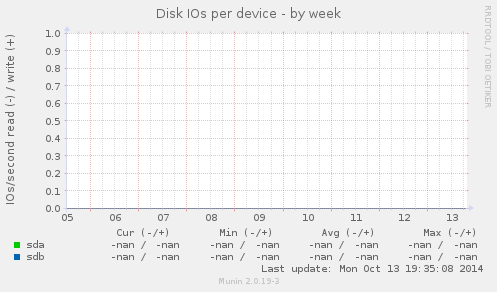 Disk IOs per device - by week
RRDTOOL / TOBI OETIKER
IOs/second read (-) / write (+)
1.0
0.9
0.8
0.7
0.6
0.5
0.4
0.3
0.2
0.1
0.0
05 06 07 08 09 10 11 12 13
Cur (-/+) Min (-/+) Avg (-/+) Max (-/+)
sda -nan / -nan -nan / -nan -nan / -nan -nan / -nan
sdb -nan / -nan -nan / -nan -nan / -nan -nan / -nan
Last update: Mon Oct 13 19:35:08 2014
Munin 2.0.19-3